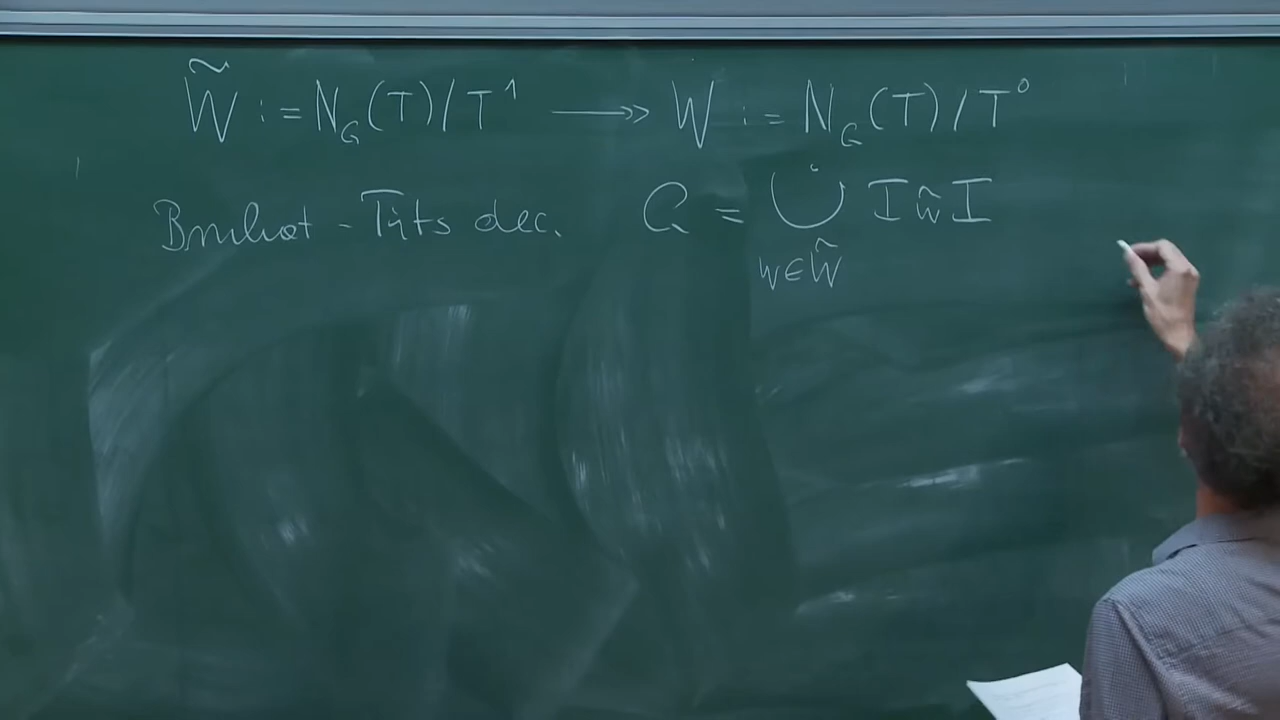 W̃ := N_G(T)/T¹ ↠ W := N_G(T)/T⁰
Bruhat - Tits dec. G = ⋃̇_{w∈W̃} I w̃ I